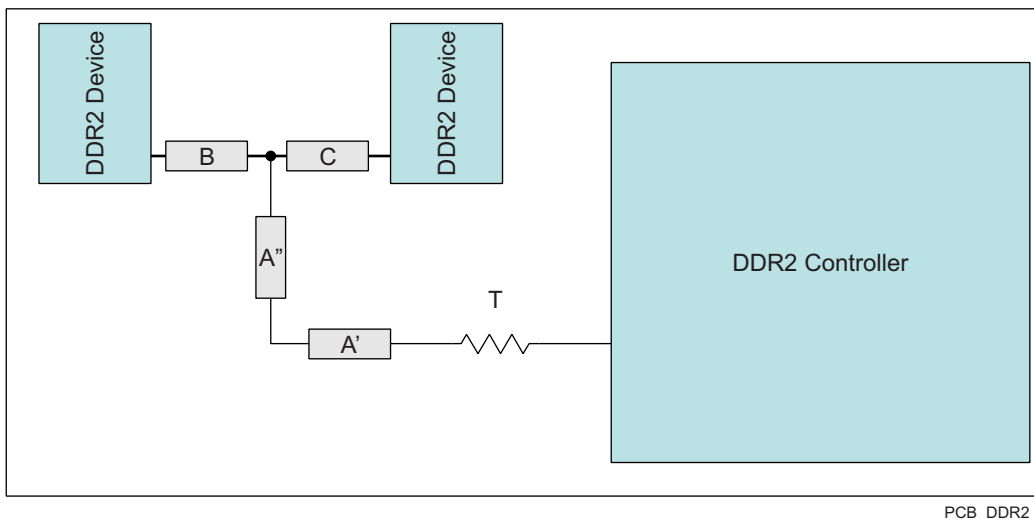 DDR2 Device
DDR2 Device
B
C
A”
T
DDR2 Controller
A’
PCB_DDR2